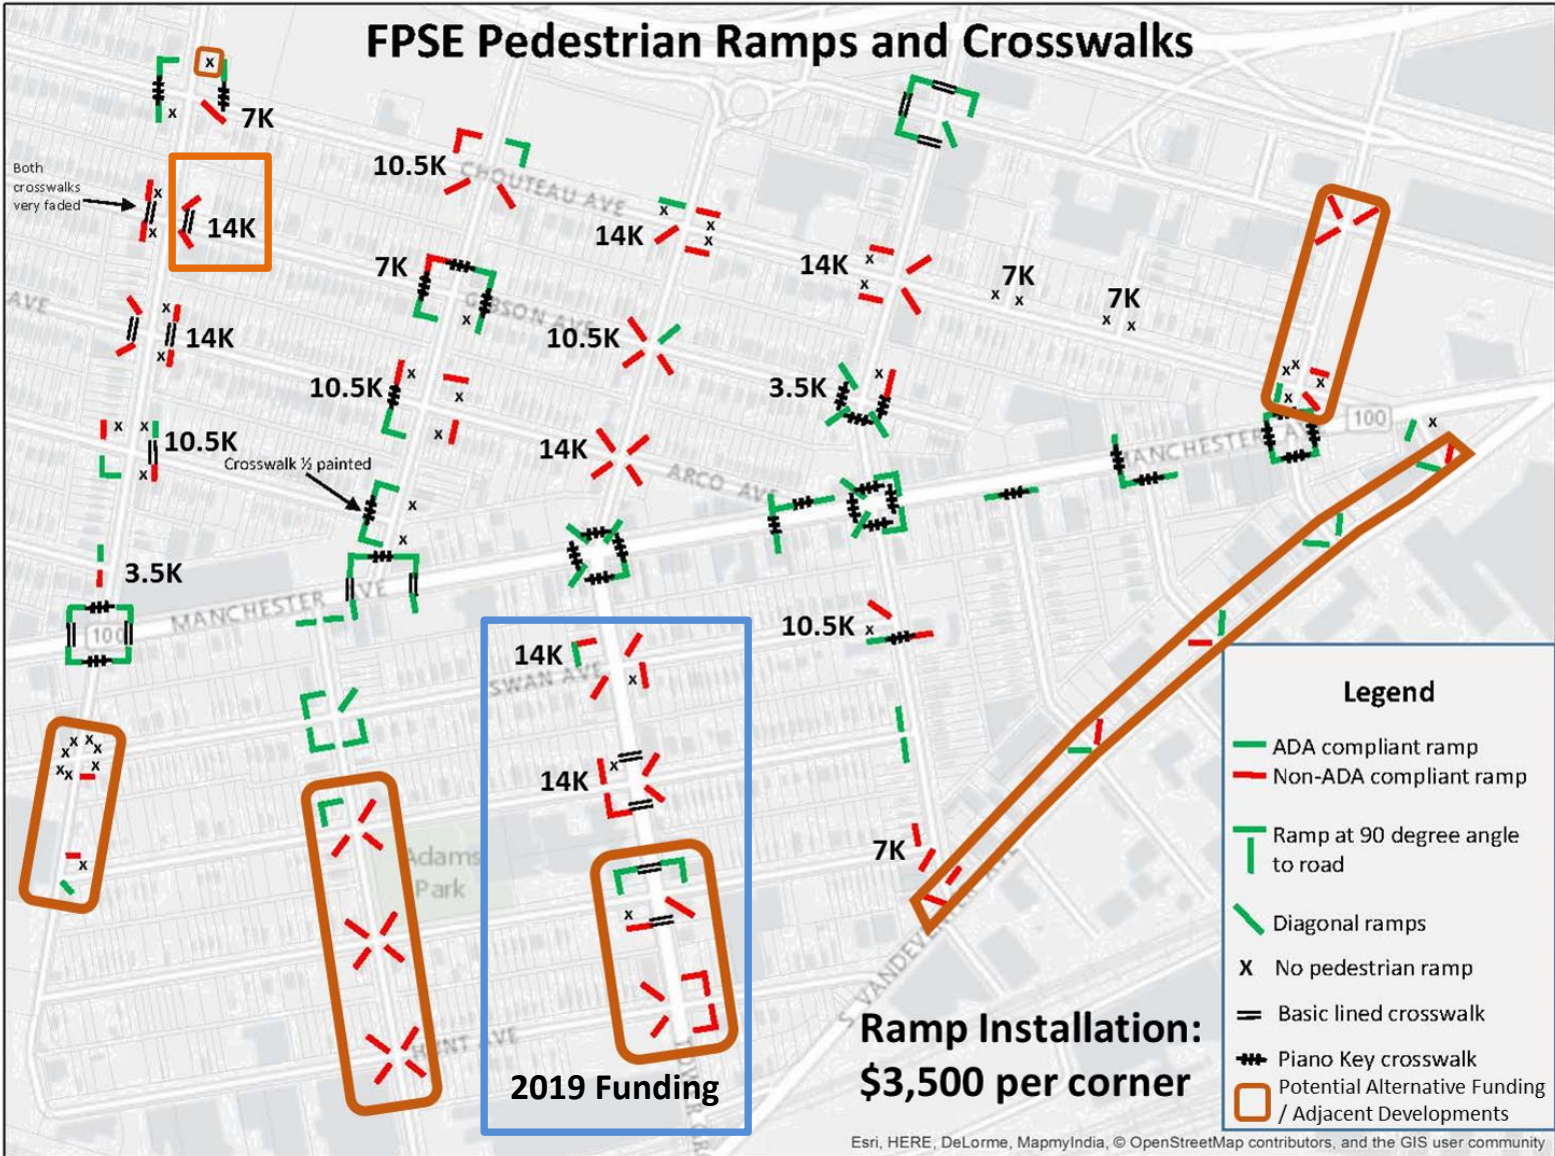 FPSE Pedestrian Ramps and Crosswalks
x
x
7K
Both
crosswalks
very faded
x
x
14K
10.5K
CHOUTEAU AVE
x
x
x
14K
14K
x
x
7K
x x
7K
x x
7K
GIBSON AVE
x
AVE
x
x
14K
10.5K
10.5K
x
x
x
3.5K
x
x x
x
x
100
MANCHESTER AVE
x
x x
x
10.5K
Crosswalk ½ painted
14K
ARCO AVE
x
x
3.5K
100
MANCHESTER AVE
14K
SWAN AVE
x
10.5K
x
14K
x
x x
x x
x x x
x
Adams
Park
x
7K
S VANDEVENTER AVE
HUNT AVE
2019 Funding
Ramp Installation:
$3,500 per corner
Legend
ADA compliant ramp
Non-ADA compliant ramp
Ramp at 90 degree angle
to road
Diagonal ramps
X No pedestrian ramp
Basic lined crosswalk
Piano Key crosswalk
Potential Alternative Funding
/ Adjacent Developments
Esri, HERE, DeLorme, MapmyIndia, © OpenStreetMap contributors, and the GIS user community